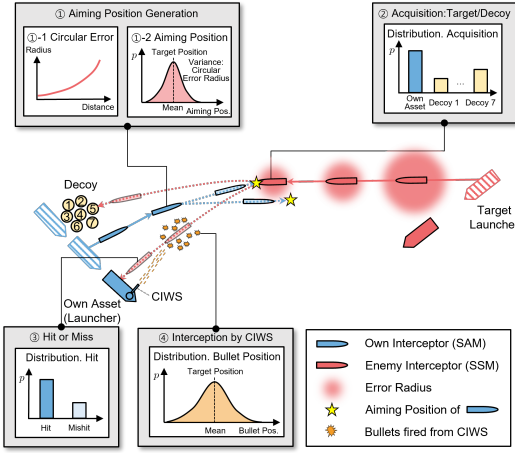 ① Aiming Position Generation
①-1 Circular Error
Radius
Distance
①-2 Aiming Position
p
Target Position
Variance:
Circular
Error Radius
Mean
Aiming Pos.
② Acquisition:Target/Decoy
Distribution. Acquisition
p
...
Own
Asset
Decoy 1
Decoy 7
Decoy
① ② ③ ④ ⑤ ⑥ ⑦
Target
Launcher
CIWS
Own Asset
(Launcher)
③ Hit or Miss
Distribution. Hit
p
Hit
Mishit
④ Interception by CIWS
Distribution. Bullet Position
p
Target Position
Mean
Bullet Pos.
Own Interceptor (SAM)
Enemy Interceptor (SSM)
Error Radius
Aiming Position of
Bullets fired from CIWS